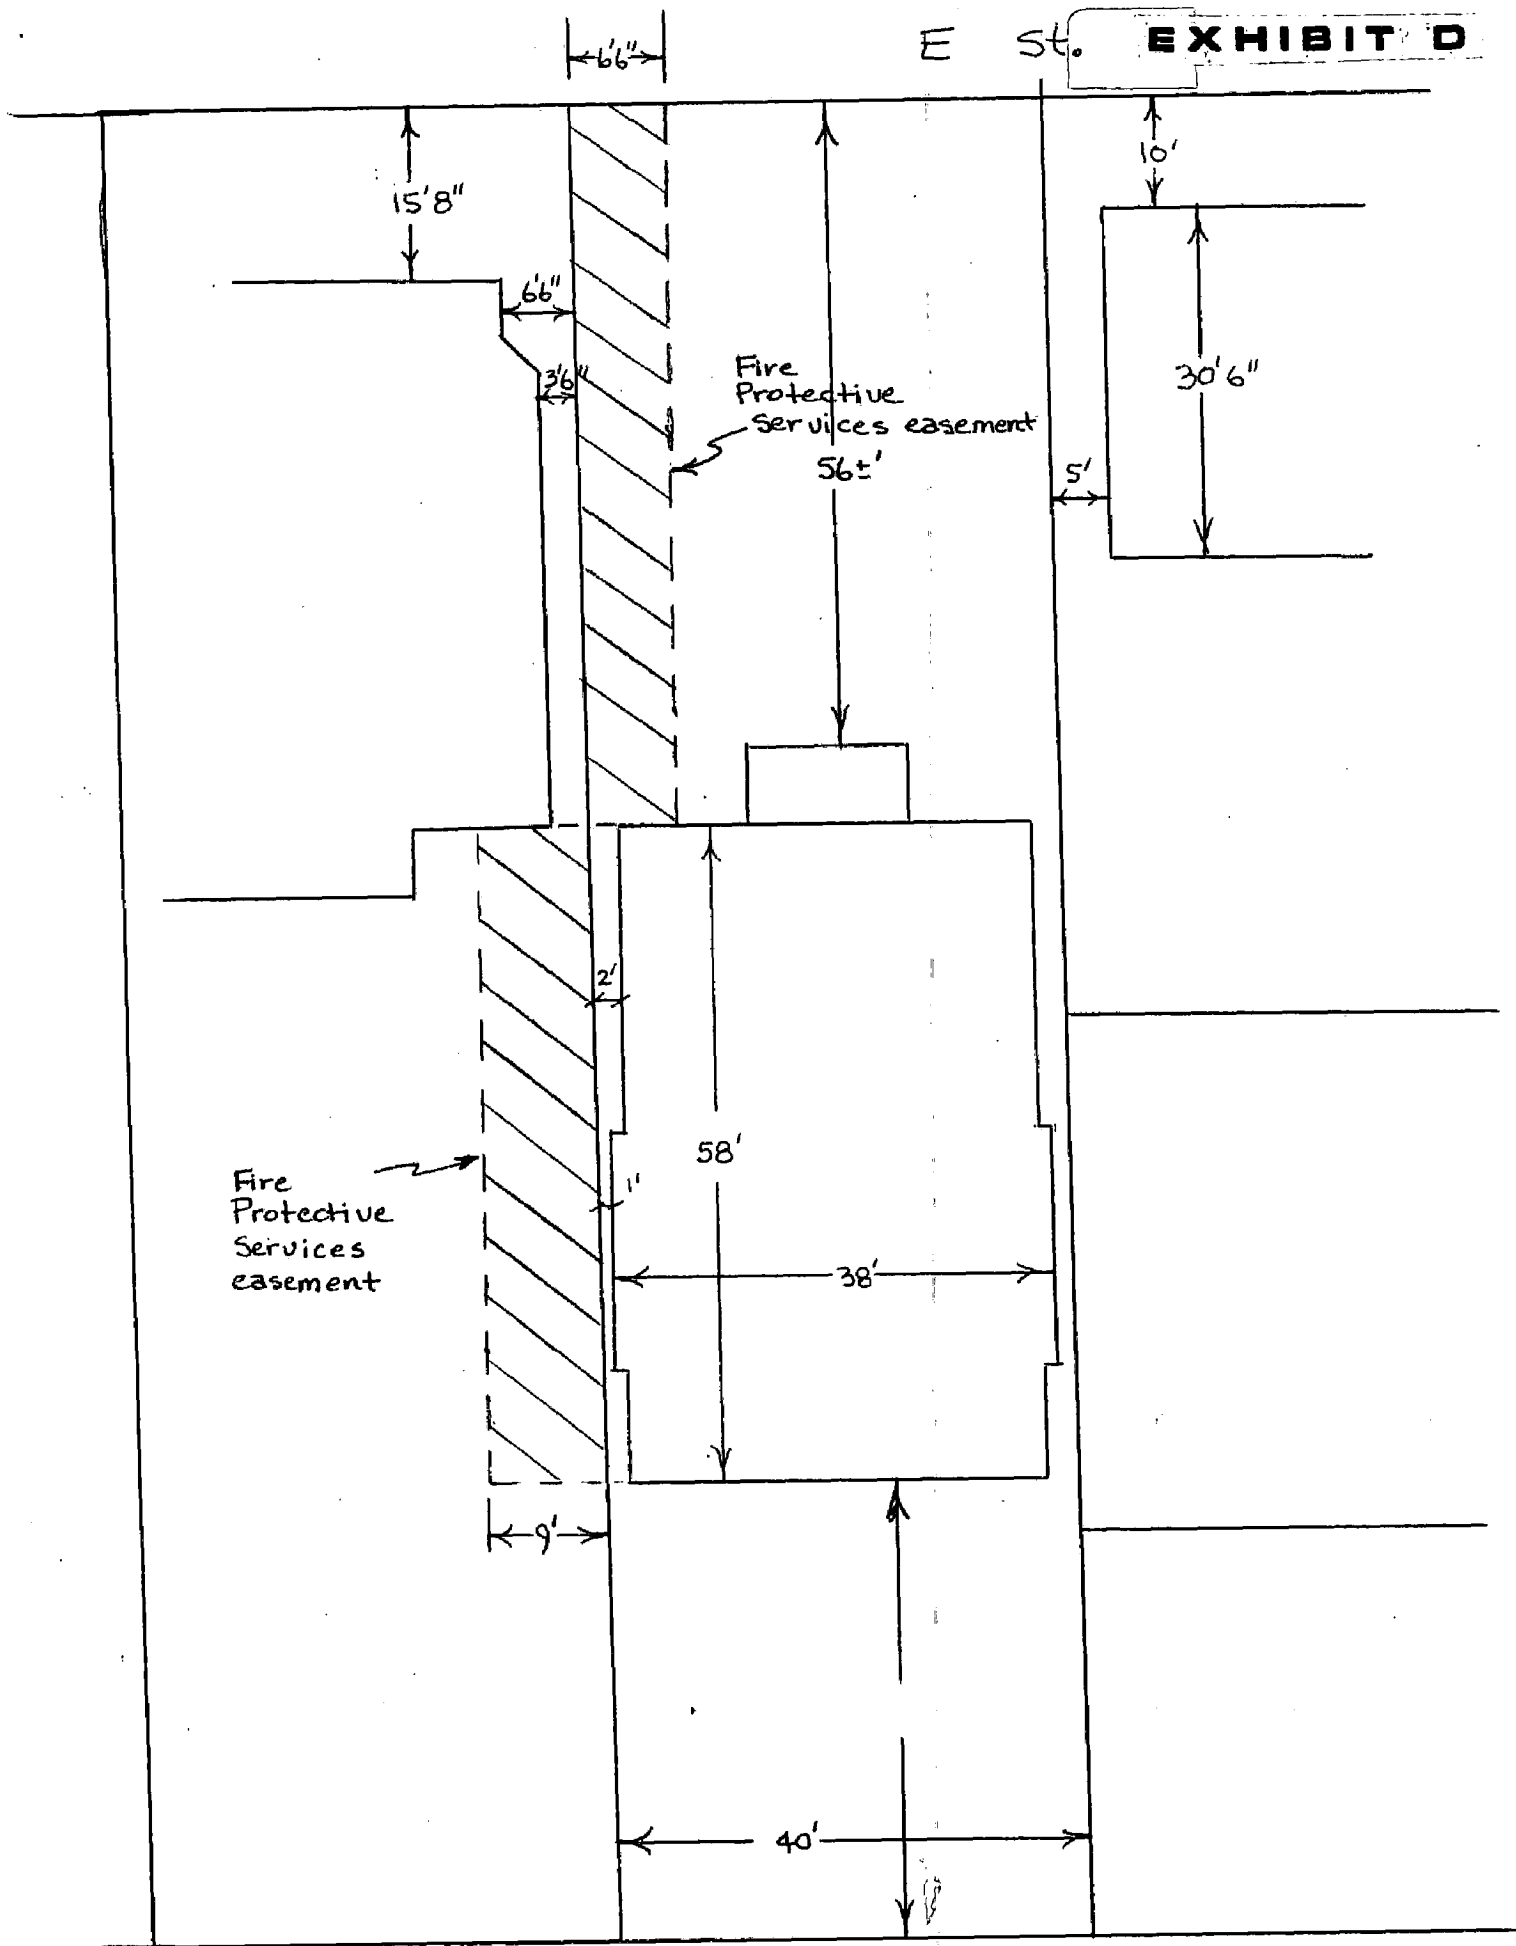 6'6"
E St.
EXHIBIT D
10'
15'8"
6'6"
3'6"
Fire
Protective
Services easement
56±'
30'6"
5'
2'
58'
1'
Fire
Protective
Services
easement
38'
9'
40'